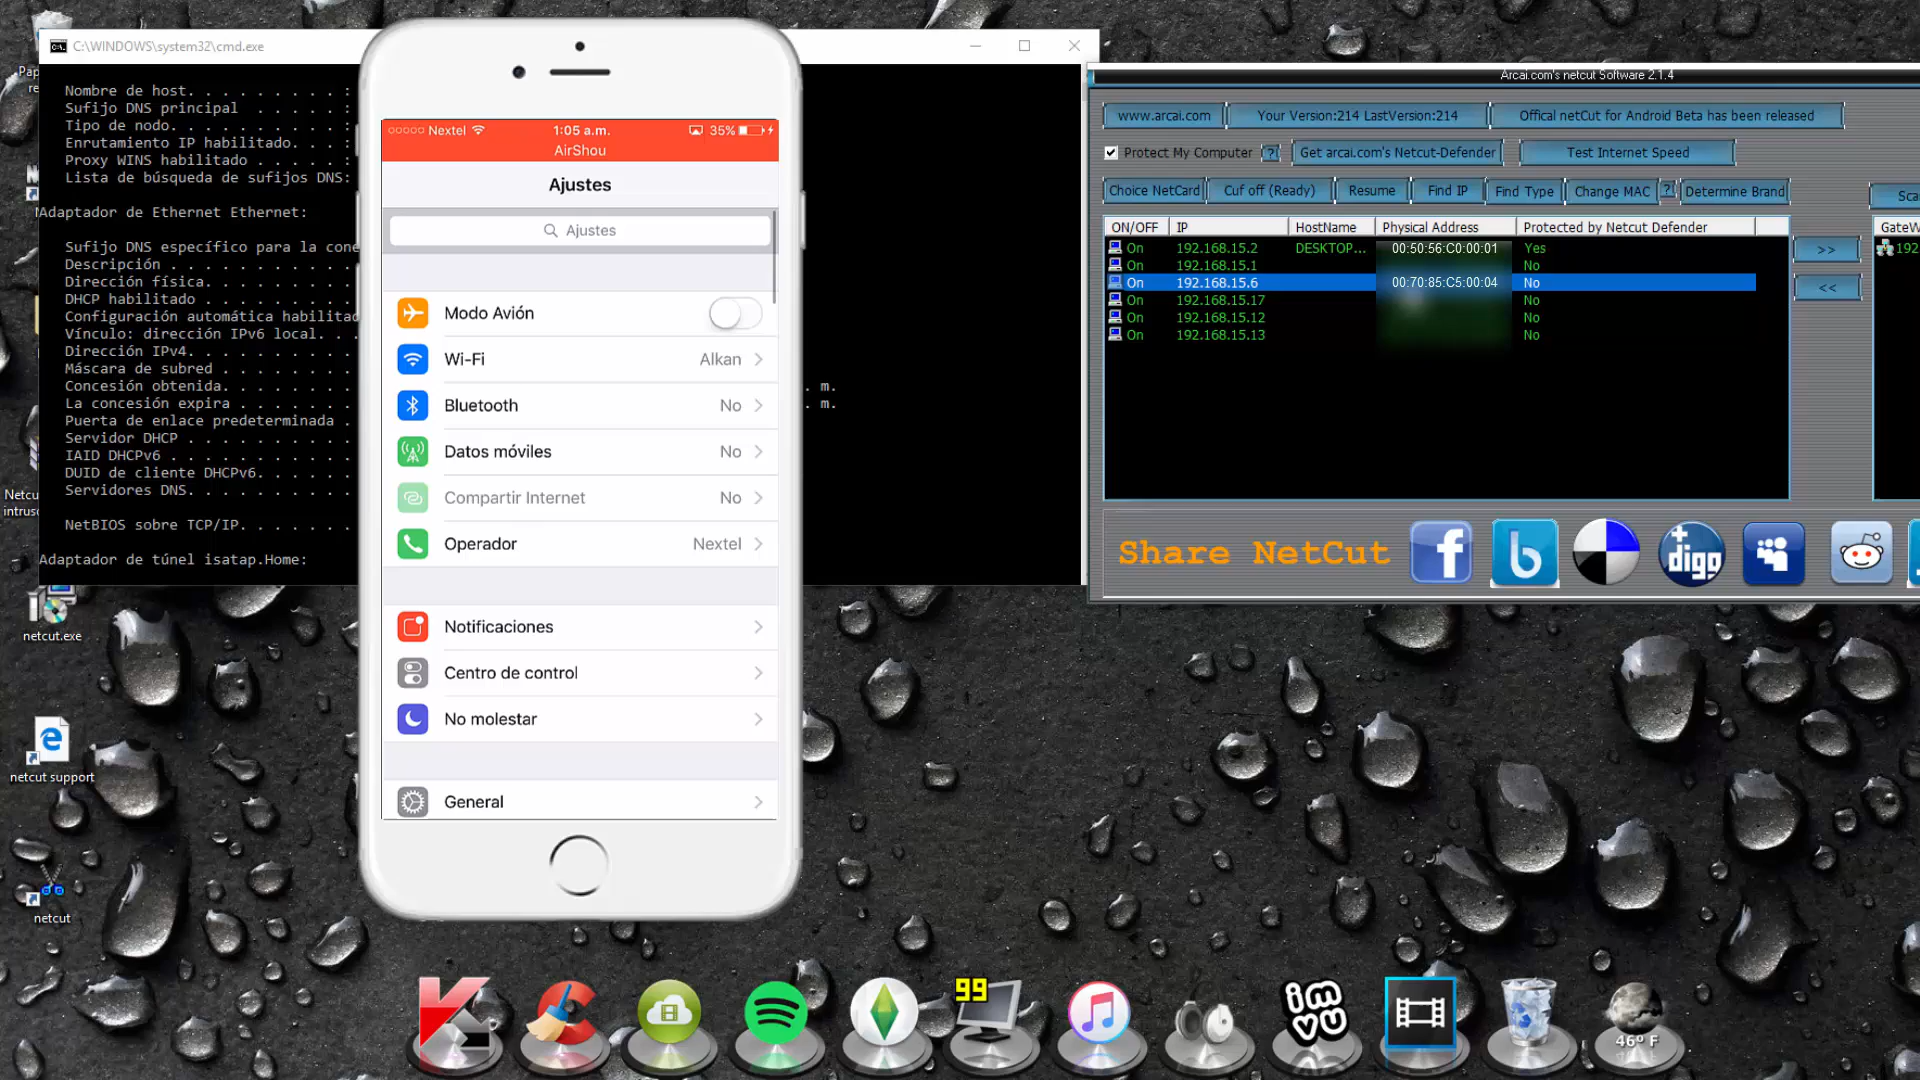 C:\WINDOWS\system32\cmd.exe
Nombre de host. . . . . . . . . :
Sufijo DNS principal  . . . . . :
Tipo de nodo. . . . . . . . . . :
Enrutamiento IP habilitado. . . :
Proxy WINS habilitado . . . . . :
Lista de búsqueda de sufijos DNS:
Adaptador de Ethernet Ethernet:
Sufijo DNS específico para la cone
Descripción . . . . . . . . . . .
Dirección física. . . . . . . . .
DHCP habilitado . . . . . . . . .
Configuración automática habilitad
Vínculo: dirección IPv6 local. . .
Dirección IPv4. . . . . . . . . .
Máscara de subred . . . . . . . .
Concesión obtenida. . . . . . . .
. m.
La concesión expira . . . . . . .
. m.
Puerta de enlace predeterminada .
Servidor DHCP . . . . . . . . . .
IAID DHCPv6 . . . . . . . . . . .
DUID de cliente DHCPv6. . . . . .
Servidores DNS. . . . . . . . . .
NetBIOS sobre TCP/IP. . . . . . .
Adaptador de túnel isatap.Home:
Pap
re
N
Netcu
intrus
netcut.exe
netcut support
netcut
Nextel
1:05 a.m.
35%
AirShou
Ajustes
Ajustes
Modo Avión
Wi-Fi Alkan
Bluetooth No
Datos móviles No
Compartir Internet No
Operador Nextel
Notificaciones
Centro de control
No molestar
General
Arcai.com's netcut Software 2.1.4
www.arcai.com
Your Version:214 LastVersion:214
Offical netCut for Android Beta has been released
Protect My Computer
?
Get arcai.com's Netcut-Defender
Test Internet Speed
Choice NetCard
Cuf off (Ready)
Resume
Find IP
Find Type
Change MAC
?
Determine Brand
Sca
ON/OFF IP HostName Physical Address Protected by Netcut Defender
On 192.168.15.2 DESKTOP... 00:50:56:C0:00:01 Yes
On 192.168.15.1 No
On 192.168.15.6 00:70:85:C5:00:04 No
On 192.168.15.17 No
On 192.168.15.12 No
On 192.168.15.13 No
>>
<<
GateW
192
Share NetCut
f
b
digg
99
imvu
46º F